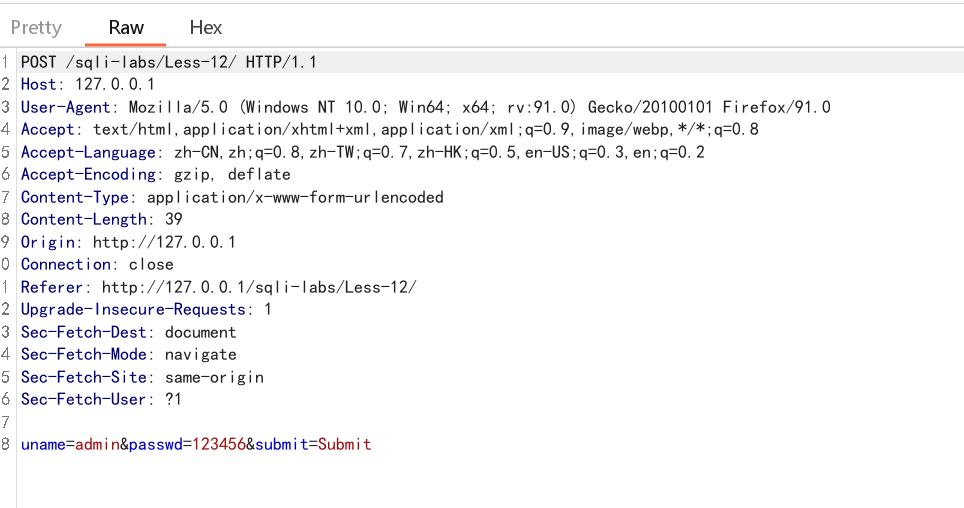 Pretty Raw Hex
1 POST /sqli-labs/Less-12/ HTTP/1.1
2 Host: 127.0.0.1
3 User-Agent: Mozilla/5.0 (Windows NT 10.0; Win64; x64; rv:91.0) Gecko/20100101 Firefox/91.0
4 Accept: text/html,application/xhtml+xml,application/xml;q=0.9,image/webp,*/*;q=0.8
5 Accept-Language: zh-CN,zh;q=0.8,zh-TW;q=0.7,zh-HK;q=0.5,en-US;q=0.3,en;q=0.2
6 Accept-Encoding: gzip, deflate
7 Content-Type: application/x-www-form-urlencoded
8 Content-Length: 39
9 Origin: http://127.0.0.1
0 Connection: close
1 Referer: http://127.0.0.1/sqli-labs/Less-12/
2 Upgrade-Insecure-Requests: 1
3 Sec-Fetch-Dest: document
4 Sec-Fetch-Mode: navigate
5 Sec-Fetch-Site: same-origin
6 Sec-Fetch-User: ?1
7
8 uname=admin&passwd=123456&submit=Submit